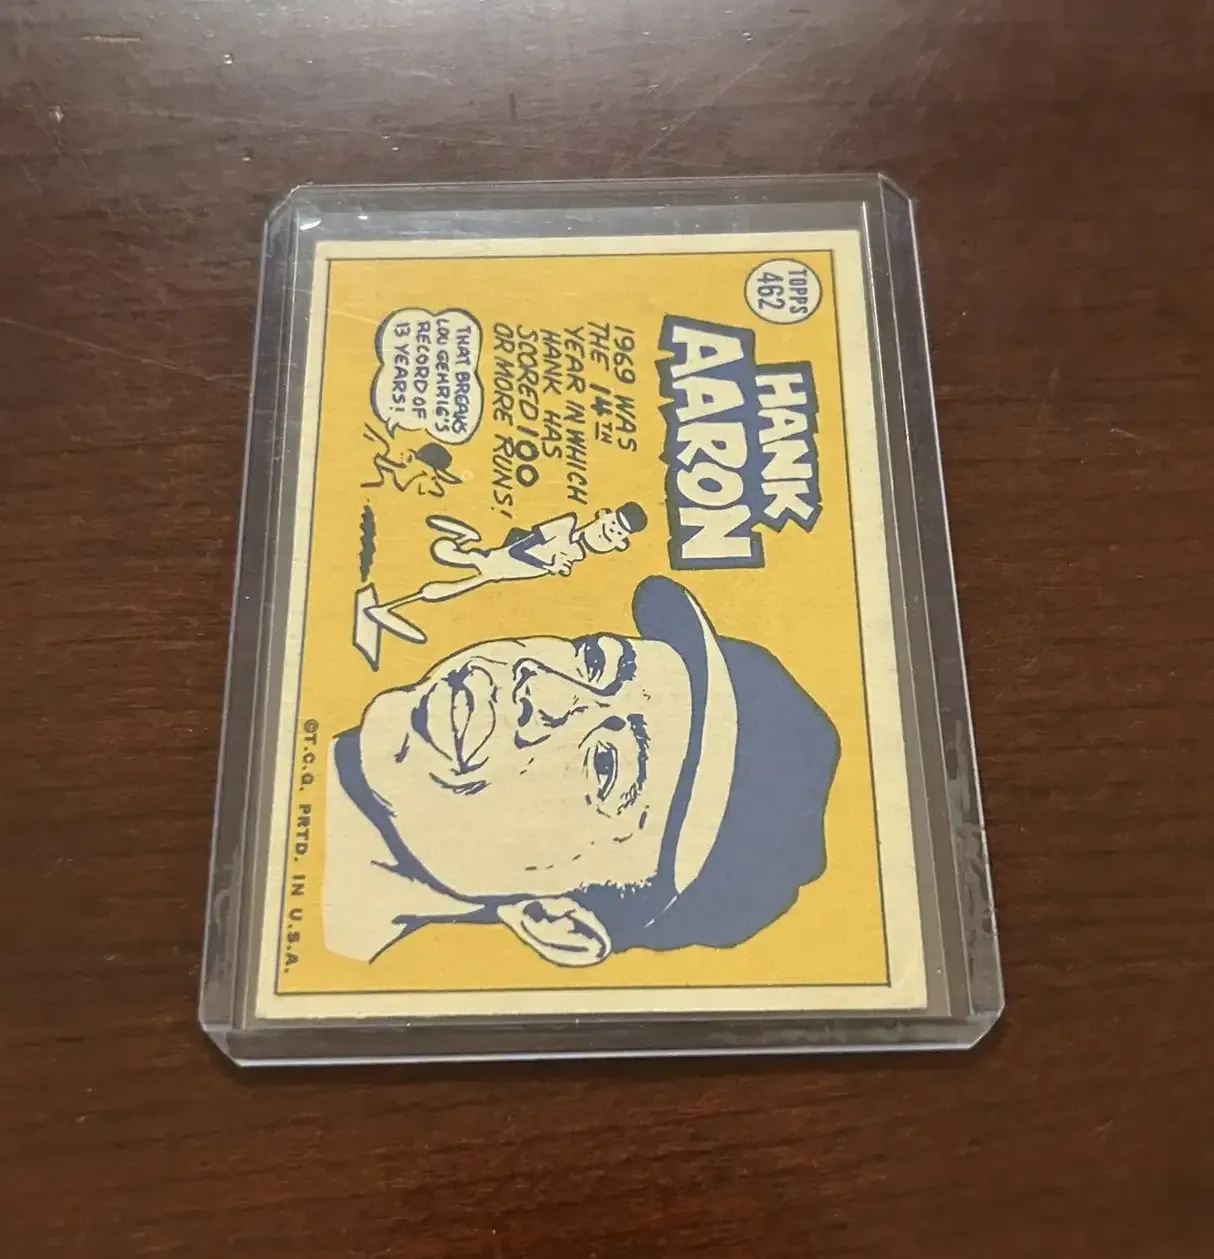 TOPPS
462
HANK
AARON
1969 WAS
THE 14TH
YEAR IN WHICH
HANK HAS
SCORED 100
OR MORE RUNS!
THAT BREAKS
LOU GEHRIG'S
RECORD OF
13 YEARS!
©T.C.G. PRTD. IN U.S.A.